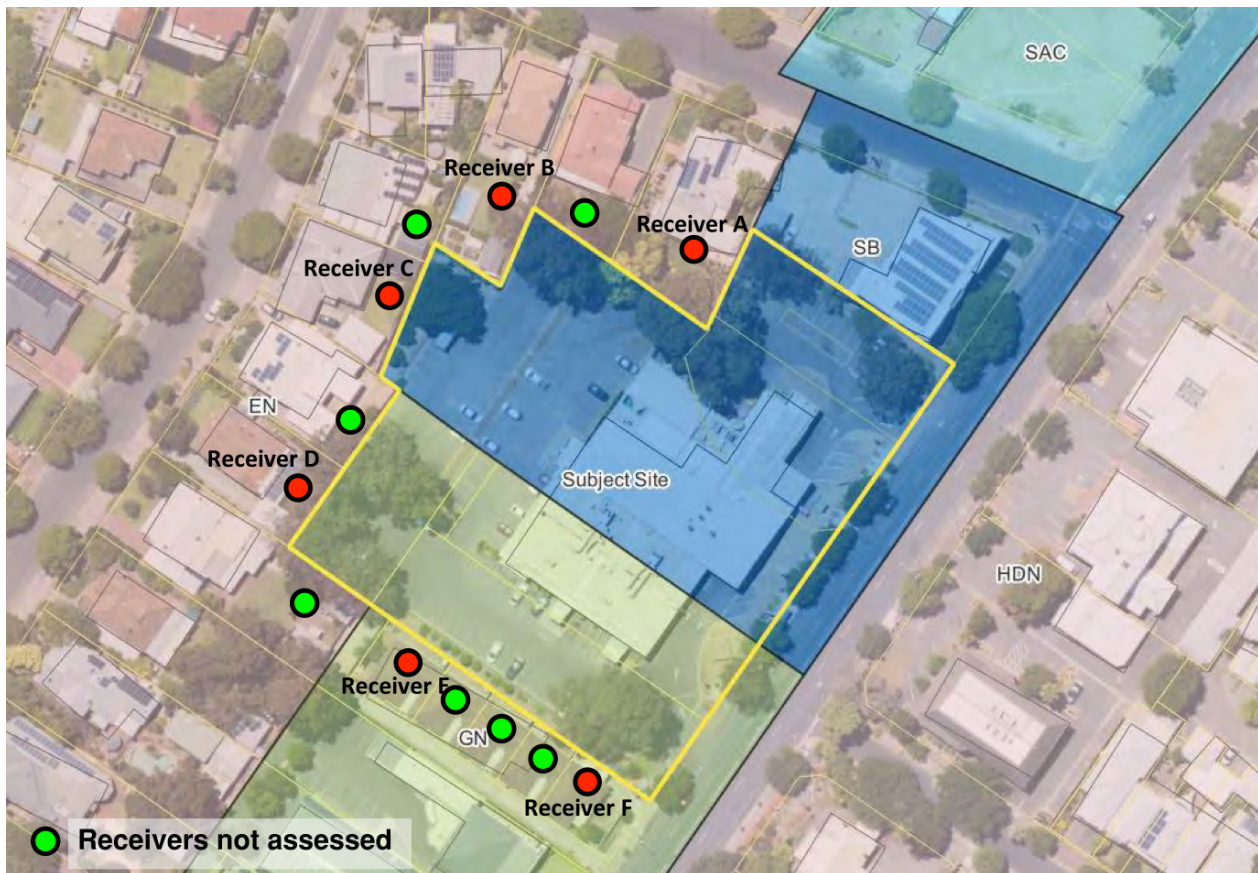 SAC
Receiver B
Receiver A
SB
Receiver C
EN
Receiver D
Subject Site
HDN
Receiver E
GN
Receiver F
Receivers not assessed